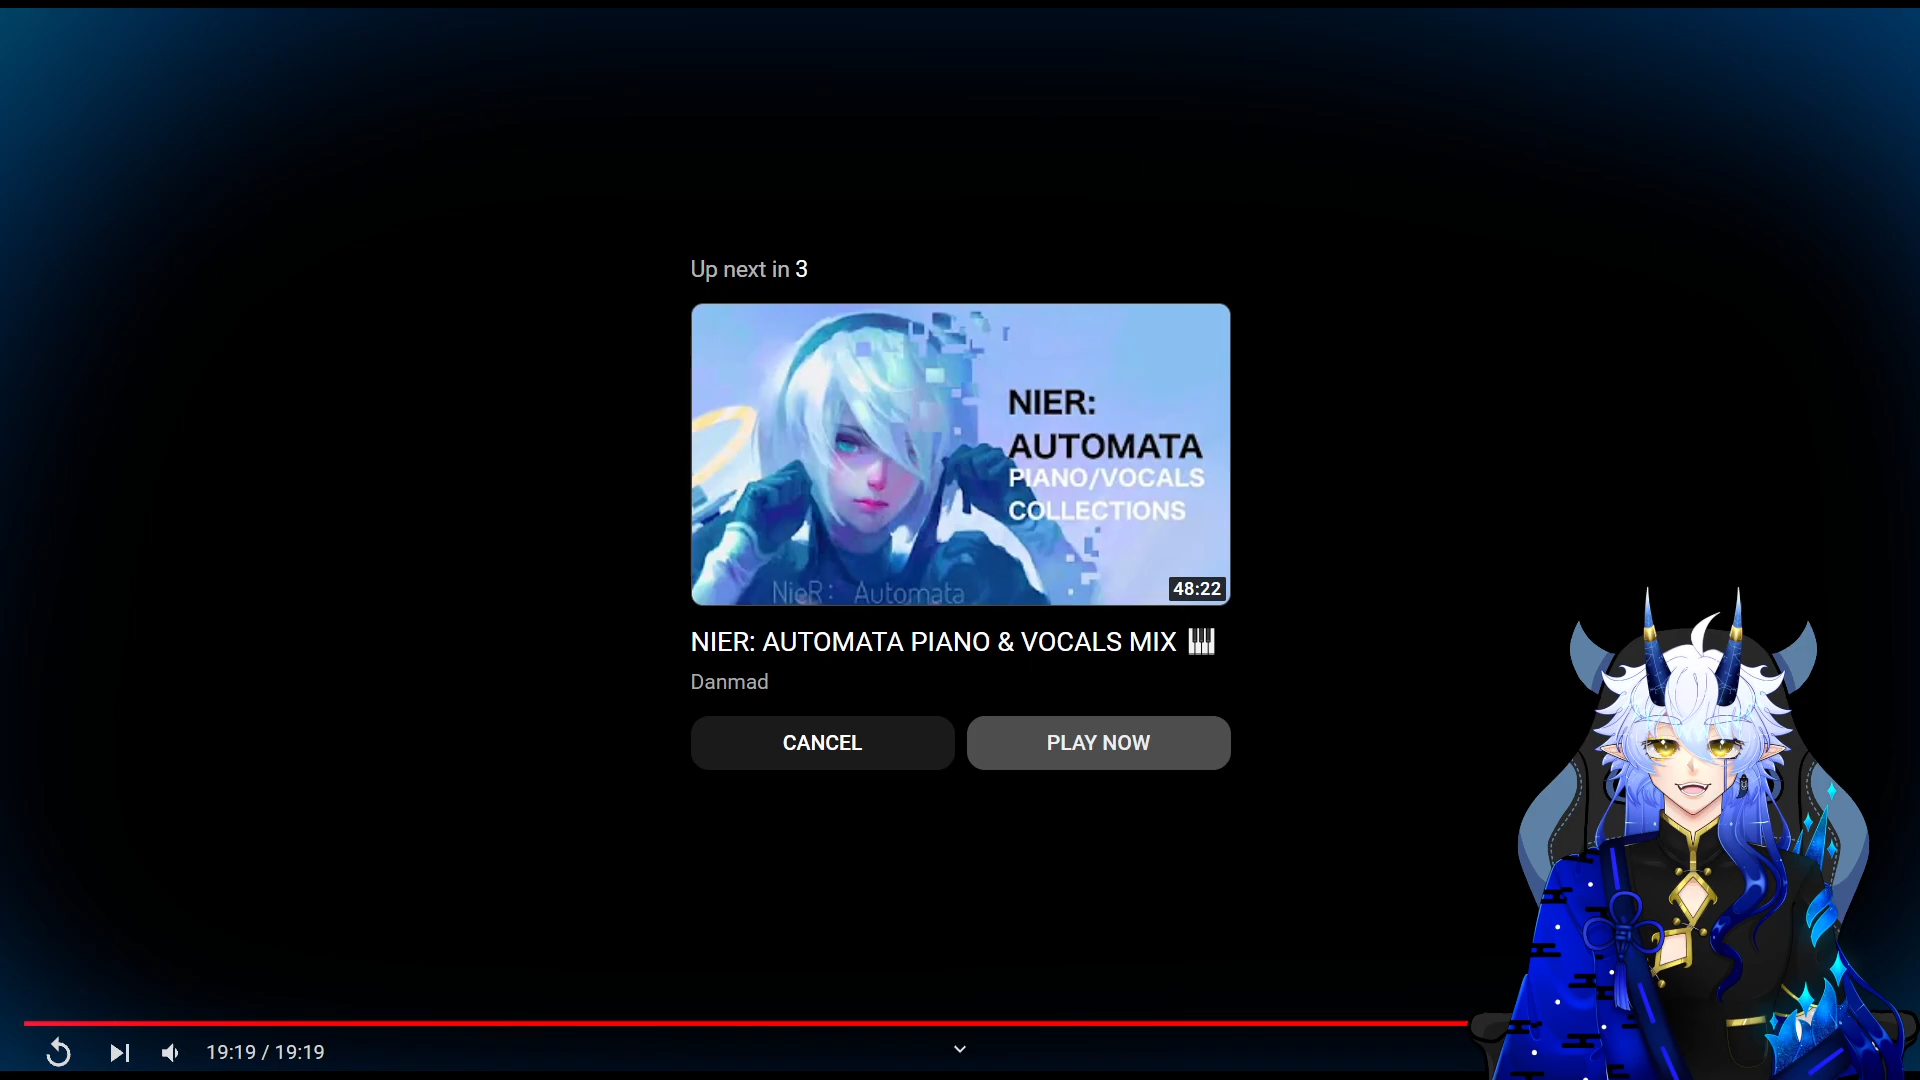 Up next in 3
NIER:
AUTOMATA
PIANO/VOCALS
COLLECTIONS
NieR: Automata
48:22
NIER: AUTOMATA PIANO & VOCALS MIX 🎹
Danmad
CANCEL
PLAY NOW
19:19 / 19:19